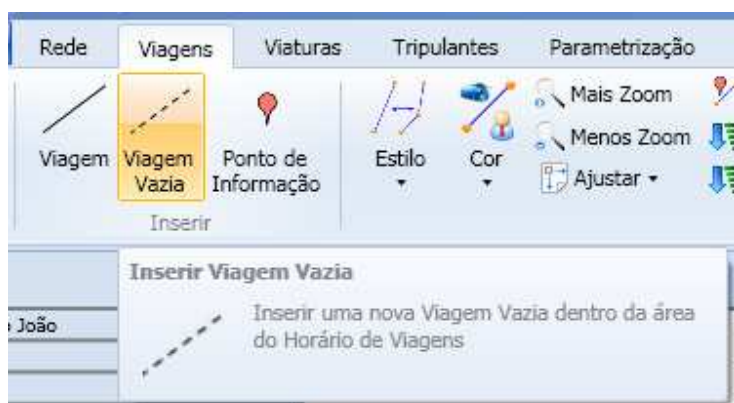 Rede Viagens Viaturas Tripulantes Parametrização
Viagem Viagem Vazia Ponto de Informação Estilo Cor
Mais Zoom
Menos Zoom
Ajustar
Inserir
Inserir Viagem Vazia
Inserir uma nova Viagem Vazia dentro da área
do Horário de Viagens
João